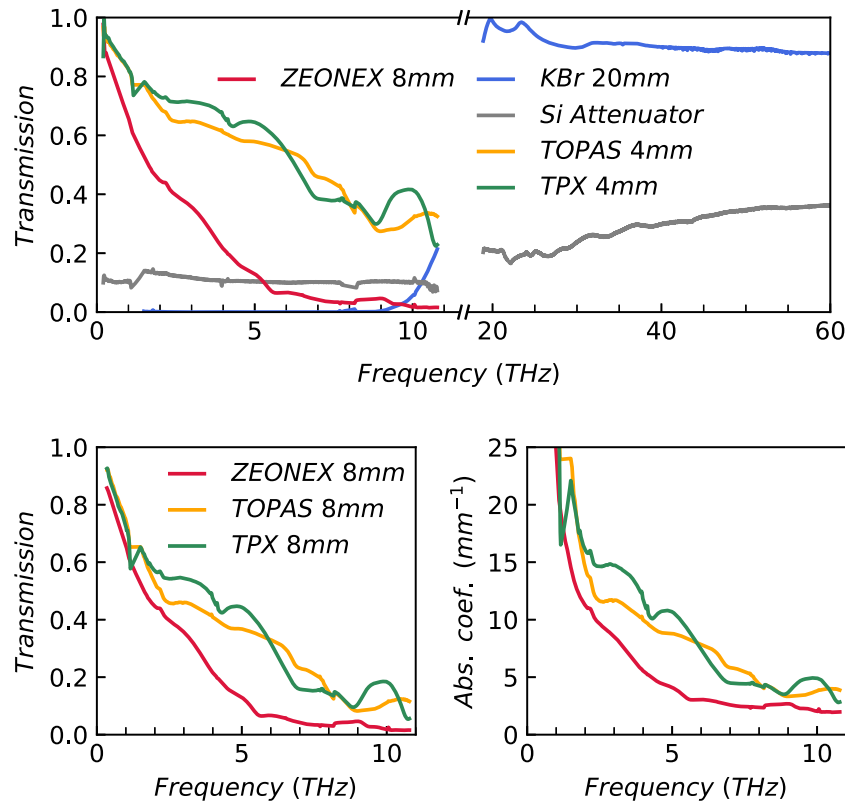 1.0
0.8
0.6
0.4
0.2
0.0
Transmission
ZEONEX 8mm
KBr 20mm
Si Attenuator
TOPAS 4mm
TPX 4mm
0 5 10 19 40 60
Frequency (THz)
1.0
0.8
0.6
0.4
0.2
0.0
Transmission
ZEONEX 8mm
TOPAS 8mm
TPX 8mm
0 5 10
Frequency (THz)
25
20
15
10
5
0
Abs. coef. (mm⁻¹)
0 5 10
Frequency (THz)